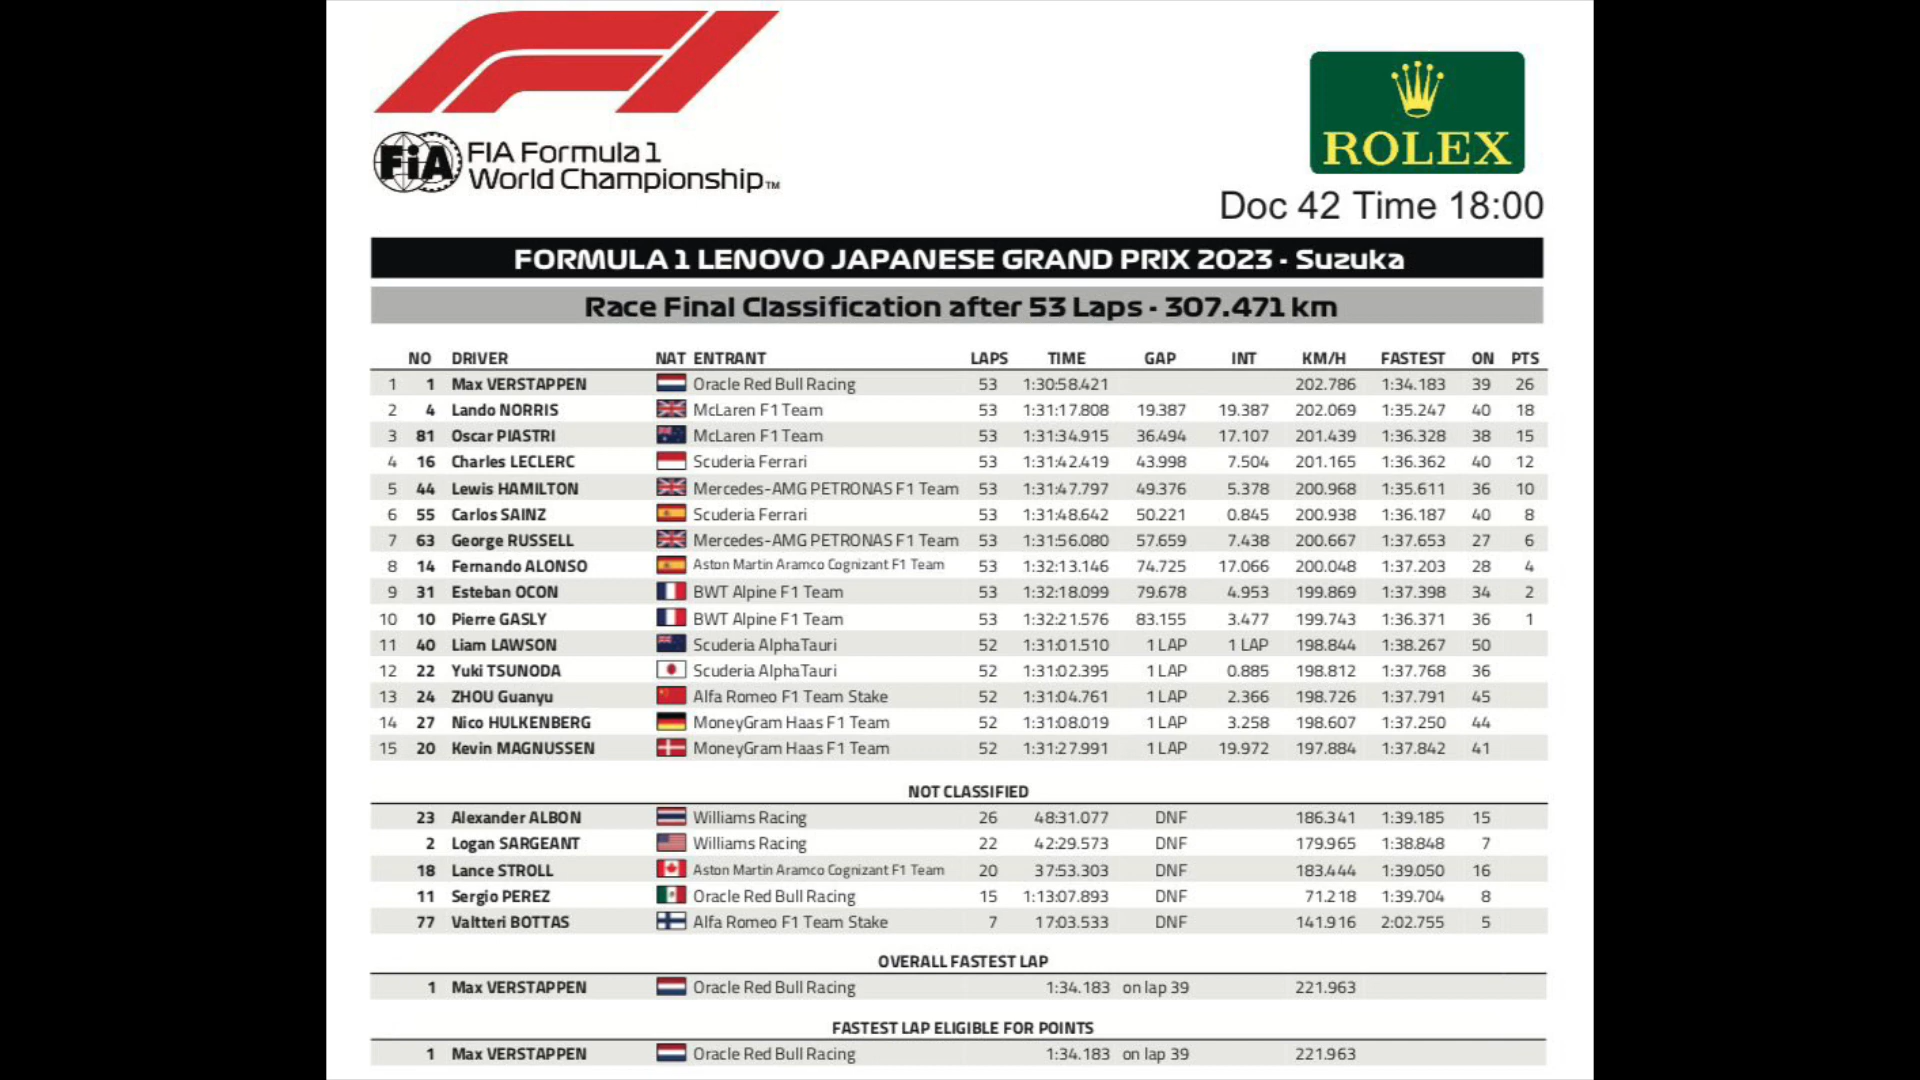 FiA FIA Formula 1
World Championship™
ROLEX
Doc 42 Time 18:00
FORMULA 1 LENOVO JAPANESE GRAND PRIX 2023 - Suzuka
Race Final Classification after 53 Laps - 307.471 km
NO DRIVER NAT ENTRANT LAPS TIME GAP INT KM/H FASTEST ON PTS
1 1 Max VERSTAPPEN Oracle Red Bull Racing 53 1:30:58.421 202.786 1:34.183 39 26
2 4 Lando NORRIS McLaren F1 Team 53 1:31:17.808 19.387 19.387 202.069 1:35.247 40 18
3 81 Oscar PIASTRI McLaren F1 Team 53 1:31:34.915 36.494 17.107 201.439 1:36.328 38 15
4 16 Charles LECLERC Scuderia Ferrari 53 1:31:42.419 43.998 7.504 201.165 1:36.362 40 12
5 44 Lewis HAMILTON Mercedes-AMG PETRONAS F1 Team 53 1:31:47.797 49.376 5.378 200.968 1:35.611 36 10
6 55 Carlos SAINZ Scuderia Ferrari 53 1:31:48.642 50.221 0.845 200.938 1:36.187 40 8
7 63 George RUSSELL Mercedes-AMG PETRONAS F1 Team 53 1:31:56.080 57.659 7.438 200.667 1:37.653 27 6
8 14 Fernando ALONSO Aston Martin Aramco Cognizant F1 Team 53 1:32:13.146 74.725 17.066 200.048 1:37.203 28 4
9 31 Esteban OCON BWT Alpine F1 Team 53 1:32:18.099 79.678 4.953 199.869 1:37.398 34 2
10 10 Pierre GASLY BWT Alpine F1 Team 53 1:32:21.576 83.155 3.477 199.743 1:36.371 36 1
11 40 Liam LAWSON Scuderia AlphaTauri 52 1:31:01.510 1 LAP 1 LAP 198.844 1:38.267 50
12 22 Yuki TSUNODA Scuderia AlphaTauri 52 1:31:02.395 1 LAP 0.885 198.812 1:37.768 36
13 24 ZHOU Guanyu Alfa Romeo F1 Team Stake 52 1:31:04.761 1 LAP 2.366 198.726 1:37.791 45
14 27 Nico HULKENBERG MoneyGram Haas F1 Team 52 1:31:08.019 1 LAP 3.258 198.607 1:37.250 44
15 20 Kevin MAGNUSSEN MoneyGram Haas F1 Team 52 1:31:27.991 1 LAP 19.972 197.884 1:37.842 41
NOT CLASSIFIED
23 Alexander ALBON Williams Racing 26 48:31.077 DNF 186.341 1:39.185 15
2 Logan SARGEANT Williams Racing 22 42:29.573 DNF 179.965 1:38.848 7
18 Lance STROLL Aston Martin Aramco Cognizant F1 Team 20 37:53.303 DNF 183.444 1:39.050 16
11 Sergio PEREZ Oracle Red Bull Racing 15 1:13:07.893 DNF 71.218 1:39.704 8
77 Valtteri BOTTAS Alfa Romeo F1 Team Stake 7 17:03.533 DNF 141.916 2:02.755 5
OVERALL FASTEST LAP
1 Max VERSTAPPEN Oracle Red Bull Racing 1:34.183 on lap 39 221.963
FASTEST LAP ELIGIBLE FOR POINTS
1 Max VERSTAPPEN Oracle Red Bull Racing 1:34.183 on lap 39 221.963